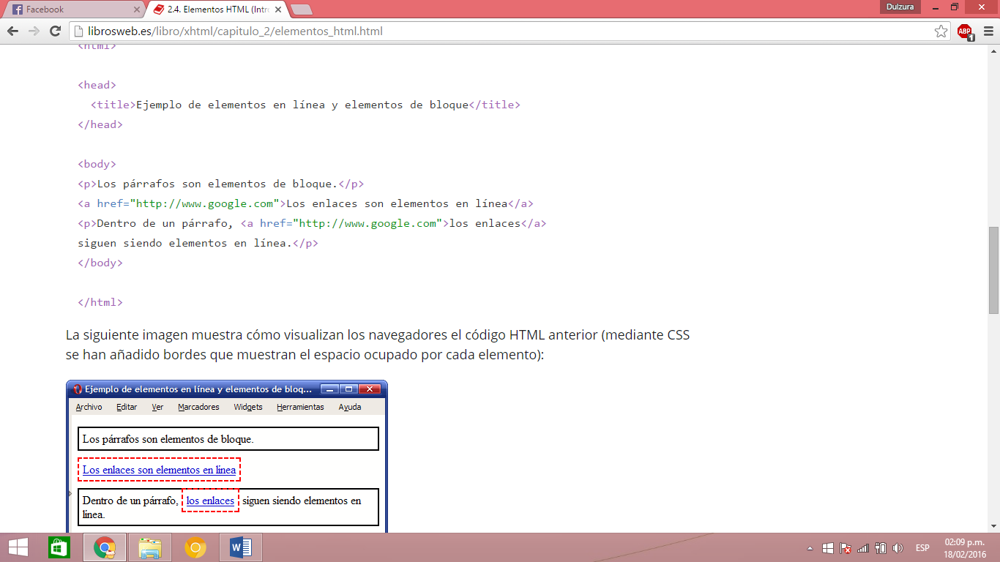 Facebook
2.4. Elementos HTML (Intro
Dulzura
librosweb.es/libro/xhtml/capitulo_2/elementos_html.html
ABP
1
<html>
<head>
<title>Ejemplo de elementos en línea y elementos de bloque</title>
</head>
<body>
<p>Los párrafos son elementos de bloque.</p>
<a href="http://www.google.com">Los enlaces son elementos en línea</a>
<p>Dentro de un párrafo, <a href="http://www.google.com">los enlaces</a>
siguen siendo elementos en línea.</p>
</body>
</html>
La siguiente imagen muestra cómo visualizan los navegadores el código HTML anterior (mediante CSS
se han añadido bordes que muestran el espacio ocupado por cada elemento):
Ejemplo de elementos en línea y elementos de bloq...
Archivo Editar Ver Marcadores Widgets Herramientas Ayuda
Los párrafos son elementos de bloque.
Los enlaces son elementos en línea
Dentro de un párrafo, los enlaces siguen siendo elementos en
línea.
ESP
02:09 p.m.
18/02/2016